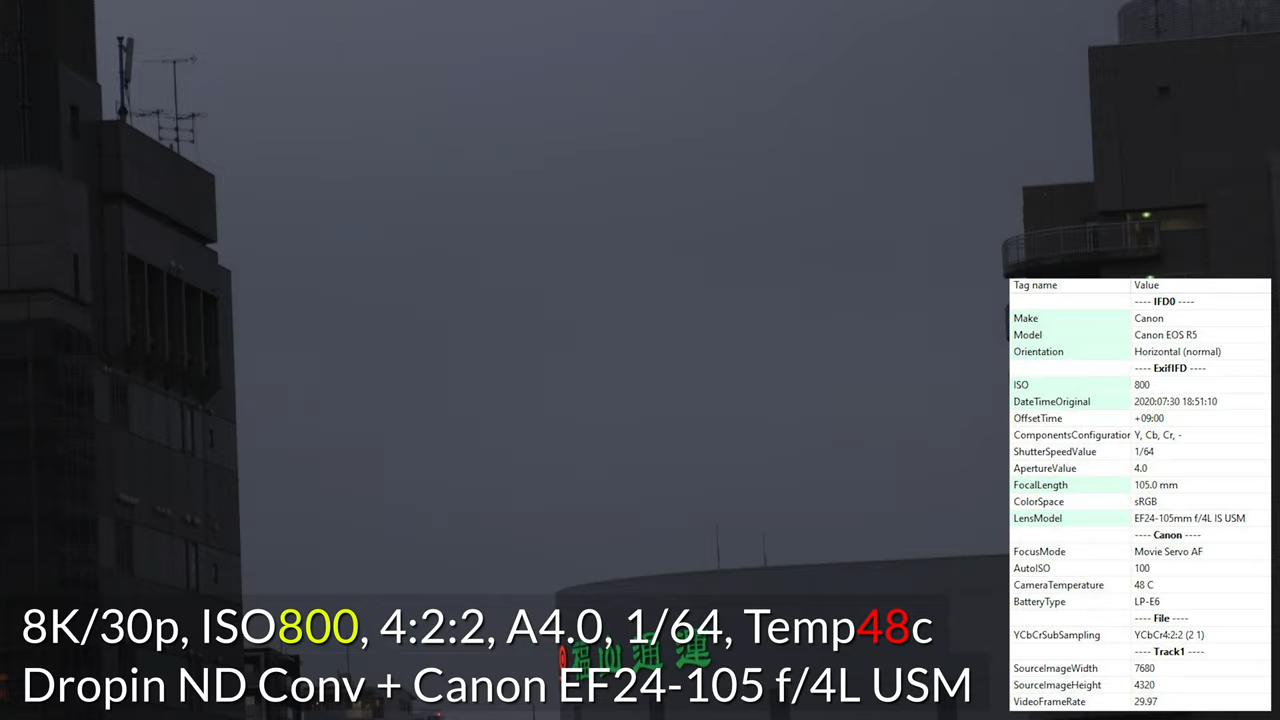 Tag name Value
---- IFD0 ----
Make Canon
Model Canon EOS R5
Orientation Horizontal (normal)
---- ExifIFD ----
ISO 800
DateTimeOriginal 2020:07:30 18:51:10
OffsetTime +09:00
ComponentsConfiguration Y, Cb, Cr, -
ShutterSpeedValue 1/64
ApertureValue 4.0
FocalLength 105.0 mm
ColorSpace sRGB
LensModel EF24-105mm f/4L IS USM
---- Canon ----
FocusMode Movie Servo AF
AutoISO 100
CameraTemperature 48 C
BatteryType LP-E6
---- File ----
YCbCrSubSampling YCbCr4:2:2 (2 1)
---- Track1 ----
SourceImageWidth 7680
SourceImageHeight 4320
VideoFrameRate 29.97
8K/30p, ISO800, 4:2:2, A4.0, 1/64, Temp48c
通運
Dropin ND Conv + Canon EF24-105 f/4L USM